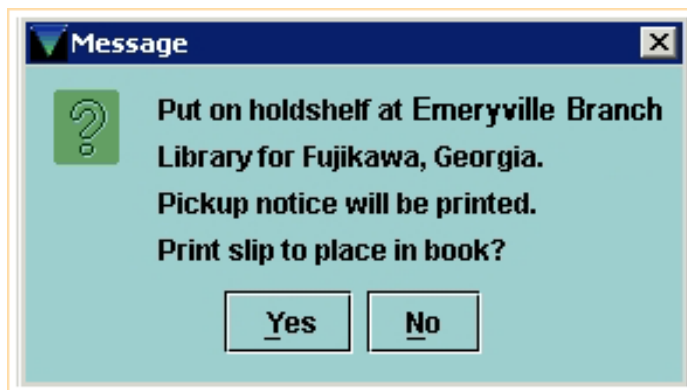 Message
Put on holdshelf at Emeryville Branch
Library for Fujikawa, Georgia.
Pickup notice will be printed.
Print slip to place in book?
Yes No